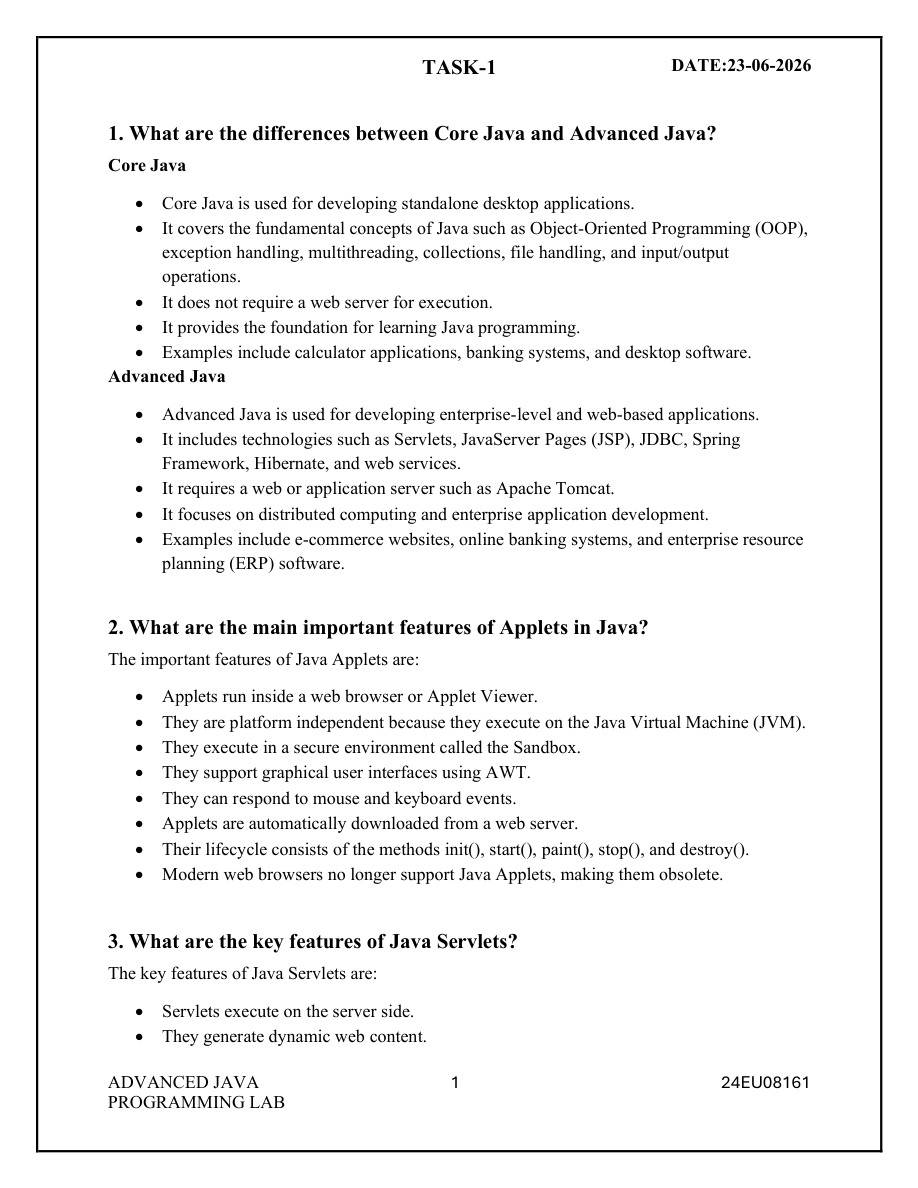 TASK-1
DATE:23-06-2026
1. What are the differences between Core Java and Advanced Java?
Core Java
• Core Java is used for developing standalone desktop applications.
• It covers the fundamental concepts of Java such as Object-Oriented Programming (OOP),
exception handling, multithreading, collections, file handling, and input/output
operations.
• It does not require a web server for execution.
• It provides the foundation for learning Java programming.
• Examples include calculator applications, banking systems, and desktop software.
Advanced Java
• Advanced Java is used for developing enterprise-level and web-based applications.
• It includes technologies such as Servlets, JavaServer Pages (JSP), JDBC, Spring
Framework, Hibernate, and web services.
• It requires a web or application server such as Apache Tomcat.
• It focuses on distributed computing and enterprise application development.
• Examples include e-commerce websites, online banking systems, and enterprise resource
planning (ERP) software.
2. What are the main important features of Applets in Java?
The important features of Java Applets are:
• Applets run inside a web browser or Applet Viewer.
• They are platform independent because they execute on the Java Virtual Machine (JVM).
• They execute in a secure environment called the Sandbox.
• They support graphical user interfaces using AWT.
• They can respond to mouse and keyboard events.
• Applets are automatically downloaded from a web server.
• Their lifecycle consists of the methods init(), start(), paint(), stop(), and destroy().
• Modern web browsers no longer support Java Applets, making them obsolete.
3. What are the key features of Java Servlets?
The key features of Java Servlets are:
• Servlets execute on the server side.
• They generate dynamic web content.
ADVANCED JAVA
PROGRAMMING LAB
1
24EU08161